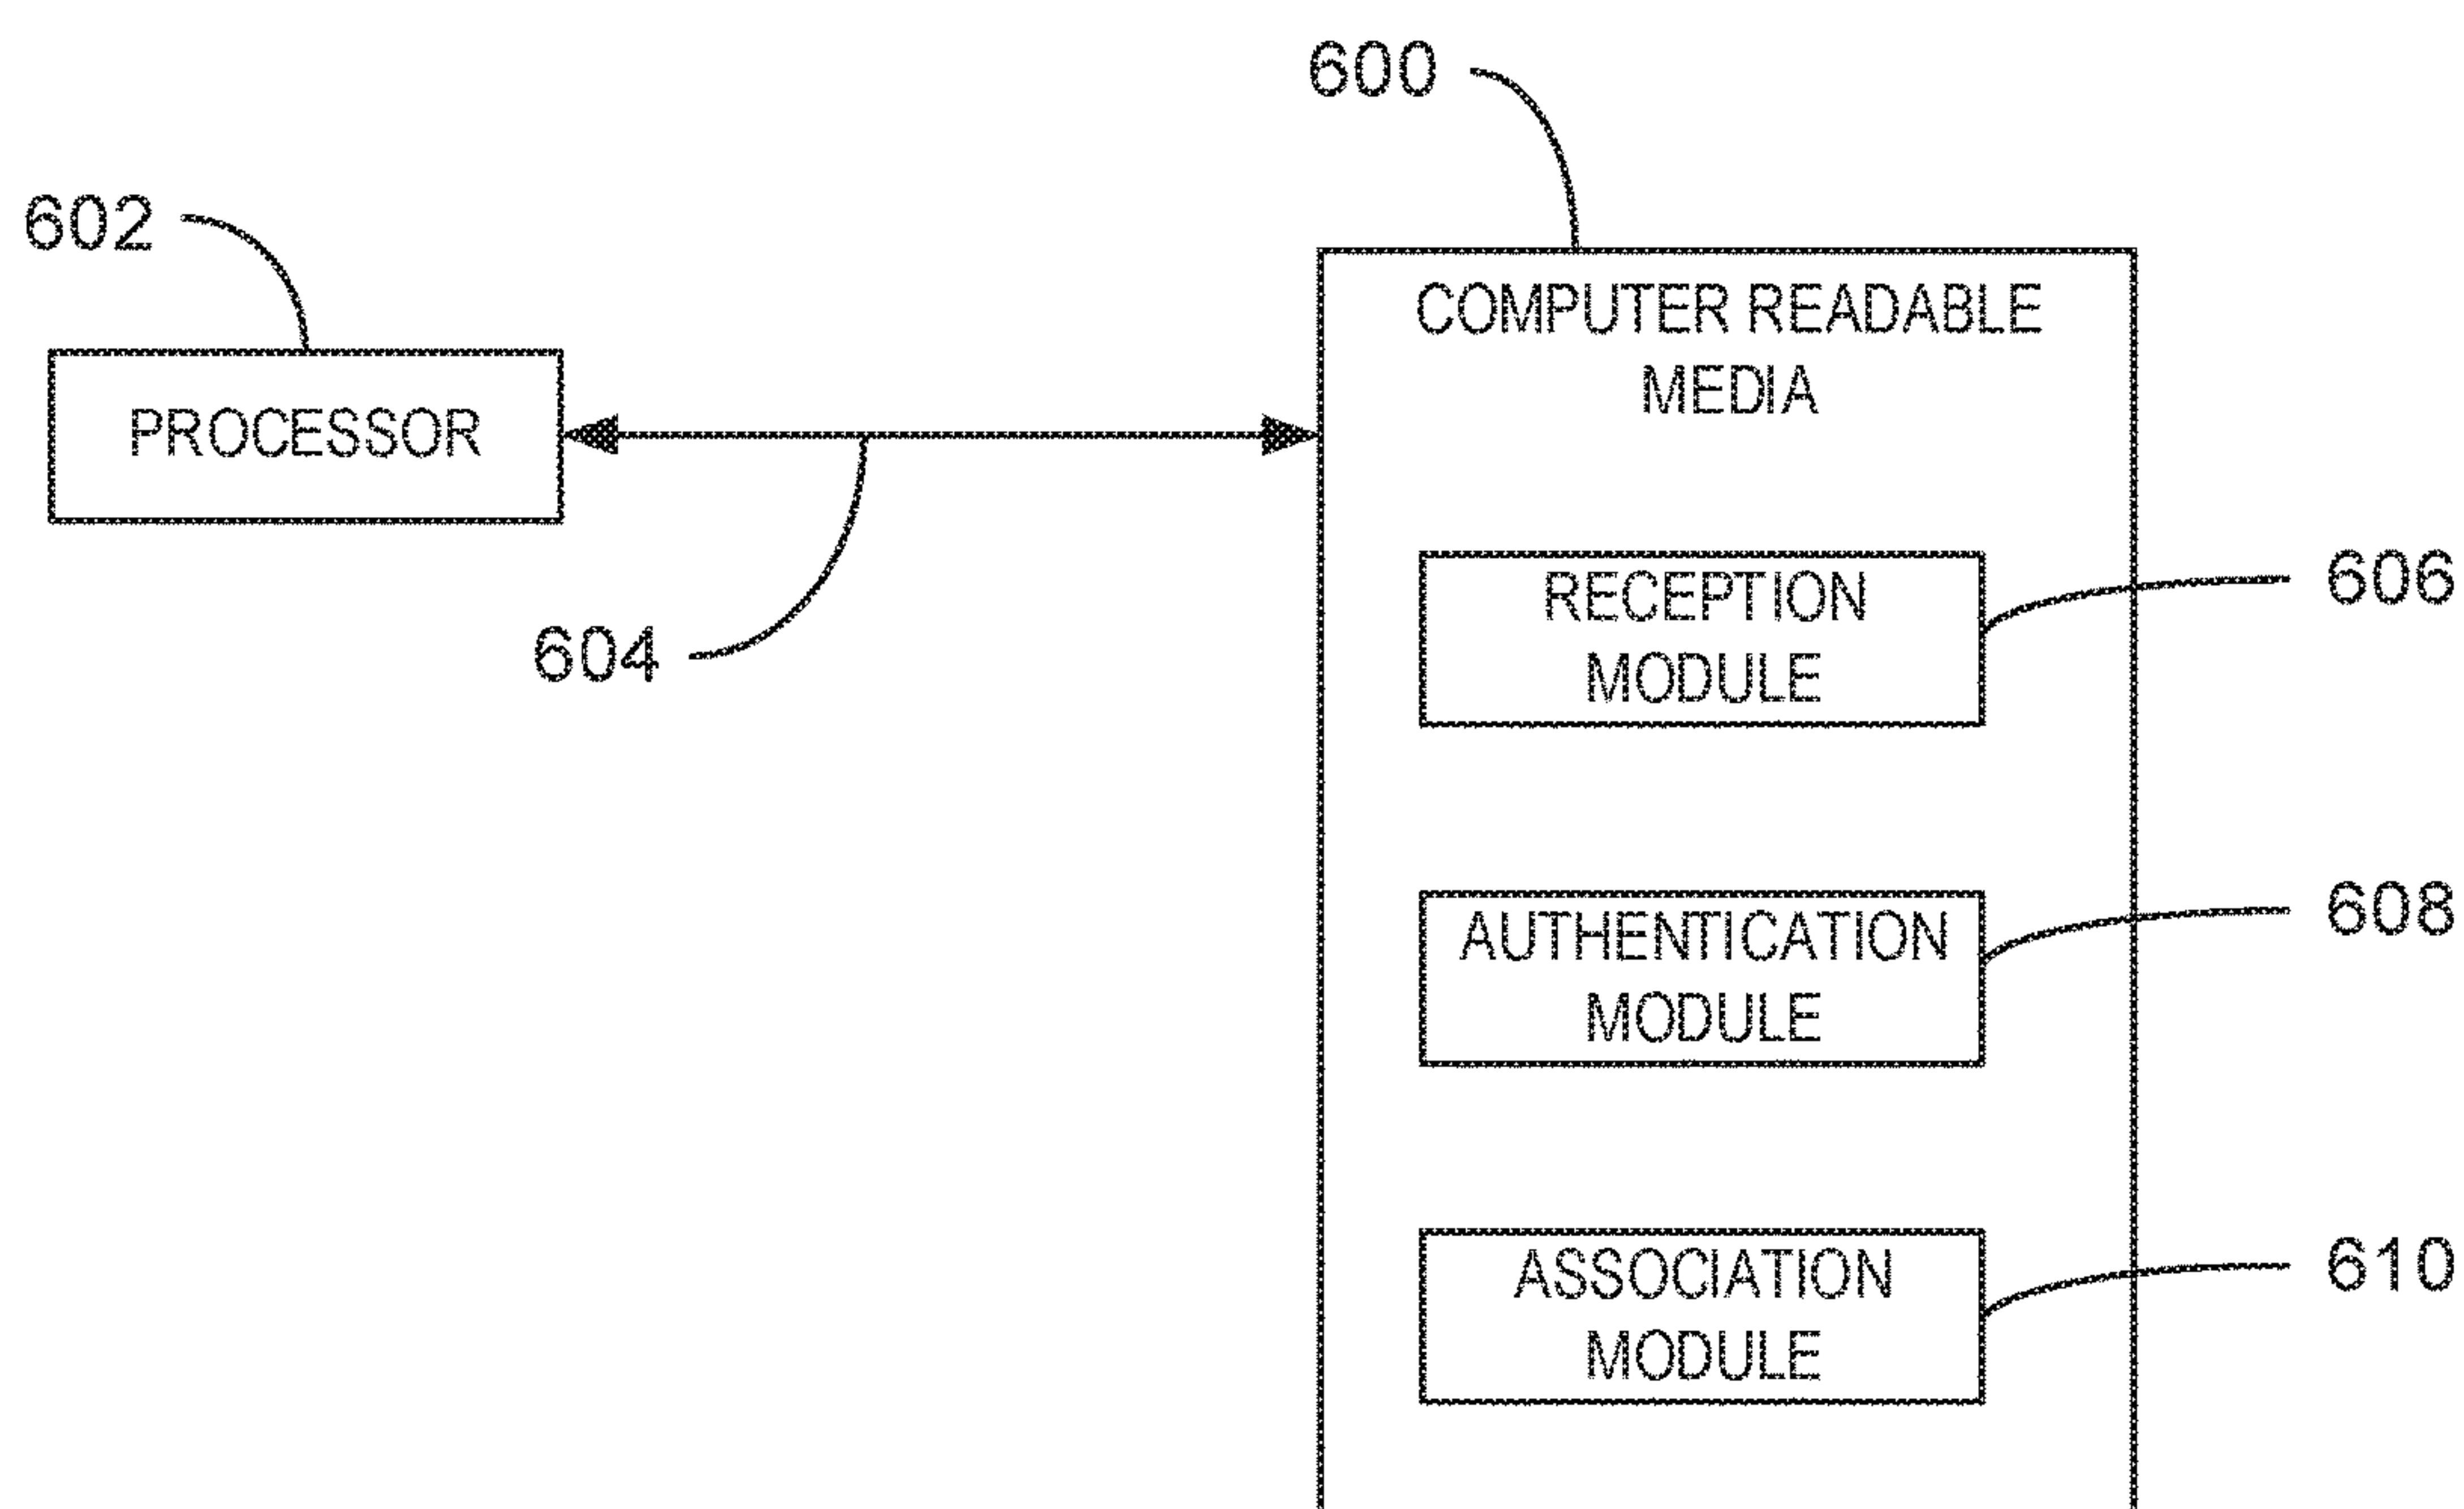 600
602
COMPUTER READABLE
MEDIA
PROCESSOR
RECEPTION
MODULE
606
604
AUTHENTICATION
MODULE
608
ASSOCIATION
MODULE
610